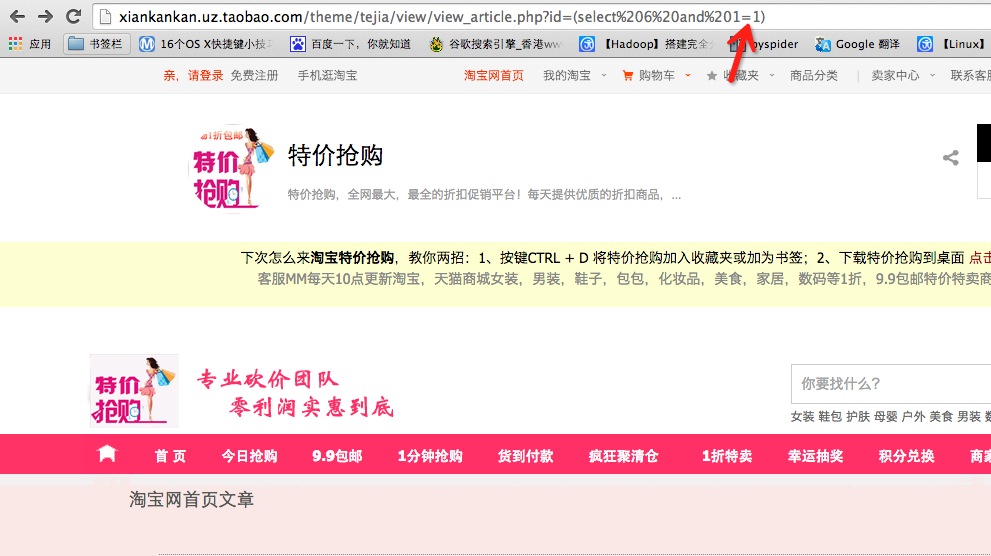 xiankankan.uz.taobao.com/theme/tejia/view/view_article.php?id=(select%206%20and%201=1)
应用 书签栏 16个OS X快捷键小技 百度一下，你就知道 谷歌搜索引擎_香港ww 【Hadoop】搭建完全 yspider Google 翻译 【Linux】
亲，请登录 免费注册 手机逛淘宝 淘宝网首页 我的淘宝 购物车 收藏夹 商品分类 | 卖家中心 联系客服
1折包邮
特价
抢购
特价抢购
特价抢购，全网最大，最全的折扣促销平台！每天提供优质的折扣商品，...
下次怎么来淘宝特价抢购，教你两招：1、按键CTRL + D 将特价抢购加入收藏夹或加为书签；2、下载特价抢购到桌面 点击
客服MM每天10点更新淘宝，天猫商城女装，男装，鞋子，包包，化妆品，美食，家居，数码等1折，9.9包邮特价特卖商
特价
抢购
专业砍价团队
零利润实惠到底
你要找什么?
女装 鞋包 护肤 母婴 户外 美食 男装 数
首 页 今日抢购 9.9包邮 1分钟抢购 货到付款 疯狂聚清仓 1折特卖 幸运抽奖 积分兑换 商家
淘宝网首页文章